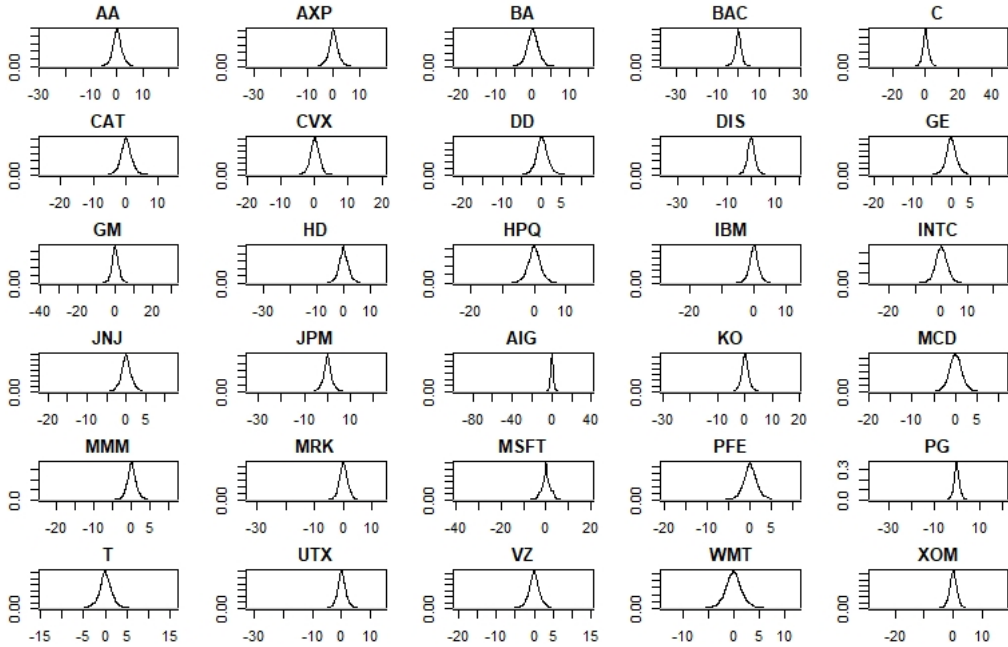 AA AXP BA BAC C
0.00 0.00 0.00 0.00 0.00
-30 -10 0 10 -30 -10 0 10 -20 -10 0 10 -30 -10 0 10 30 -20 0 20 40
CAT CVX DD DIS GE
0.00 0.00 0.00 0.00 0.00
-20 0 10 -20 -10 0 10 20 -20 0 5 -30 -10 0 10 -20 -10 0 10
GM HD HPQ IBM INTC
0.00 0.00 0.00 0.00 0.00
-40 -20 0 20 -30 -10 0 10 -20 0 10 -20 0 10 -20 0 10
JNJ JPM AIG KO MCD
0.00 0.00 0.00 0.00 0.00
-20 0 5 -30 -10 10 -80 -40 0 40 -30 -10 0 10 20 -20 -10 0 5
MMM MRK MSFT PFE PG
0.0 0.00 0.00 0.00 0.0 0.3
-20 0 5 -30 -10 0 10 -40 -20 0 20 -20 -10 0 5 -30 -10 10
T UTX VZ WMT XOM
0.00 0.00 0.00 0.00 0.00
-15 -5 0 5 15 -30 -10 0 10 -20 -10 0 5 15 -10 0 5 10 -20 0 10